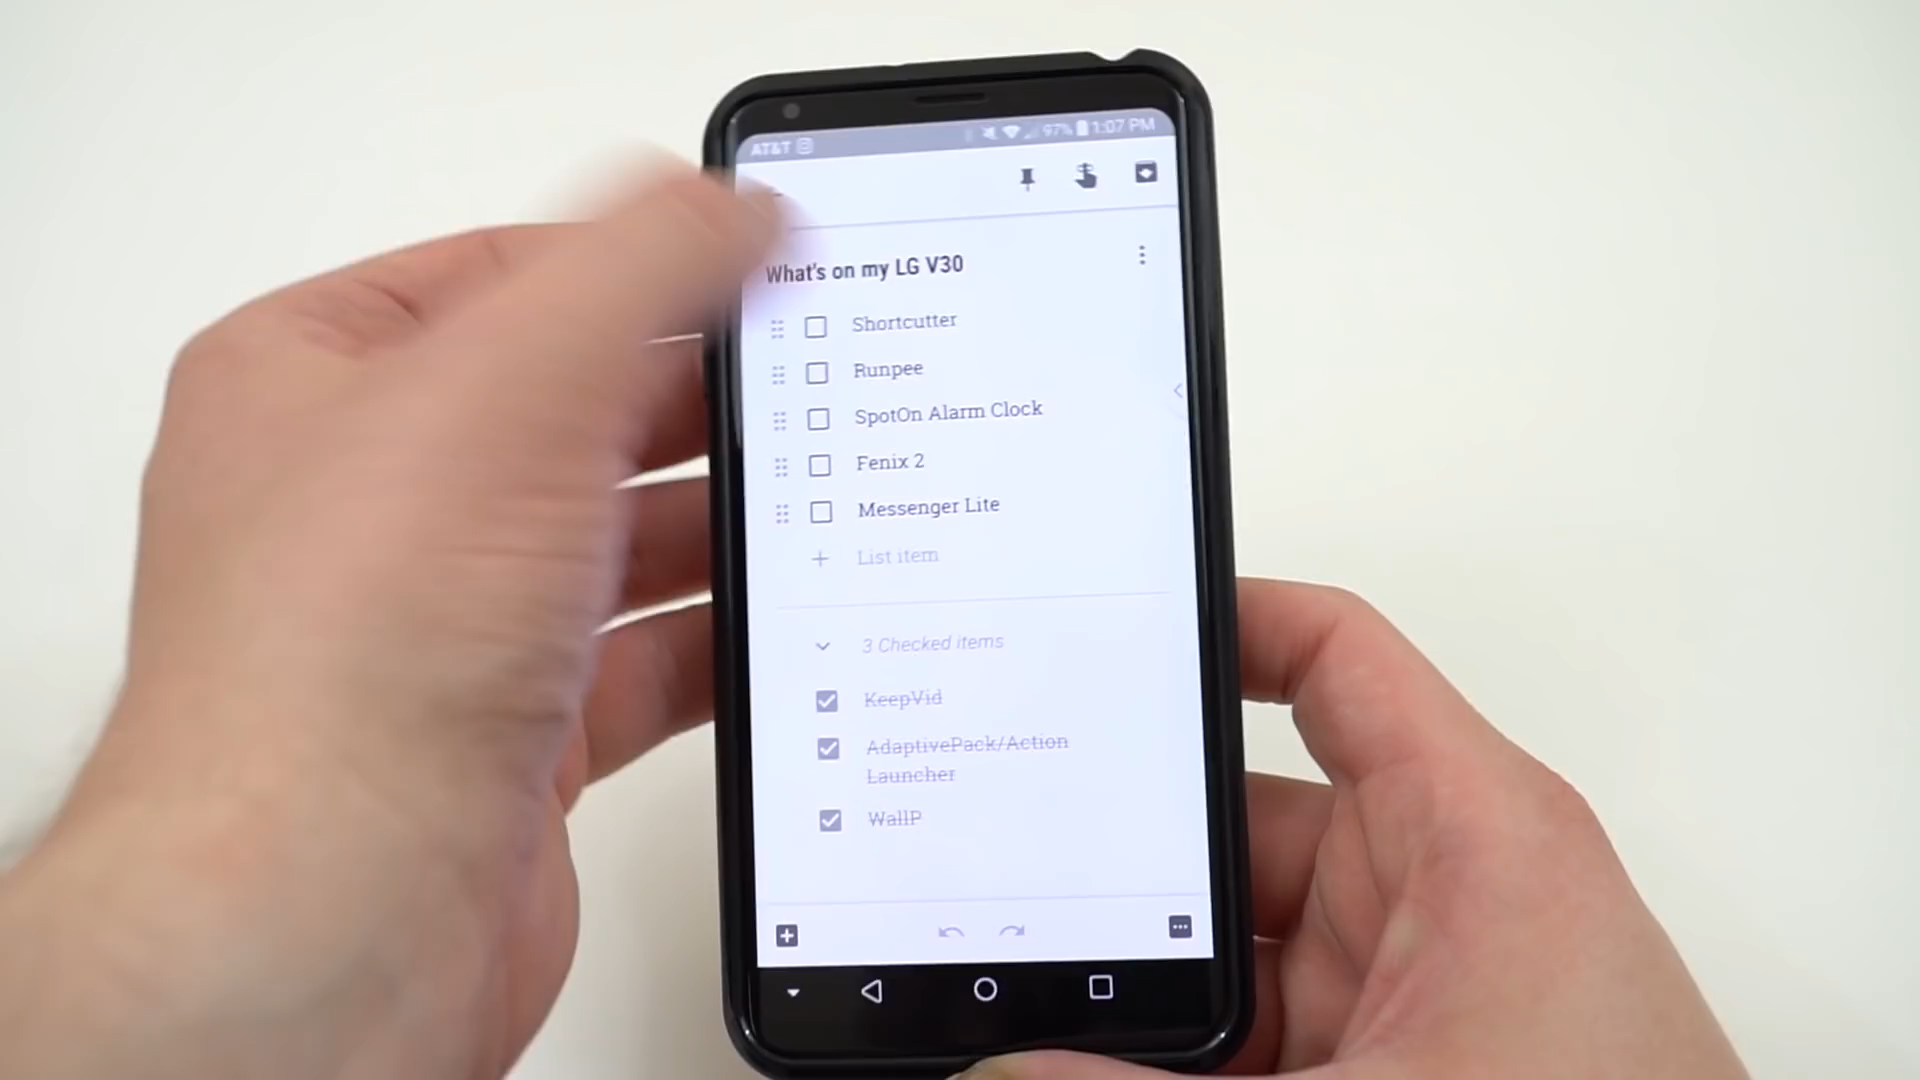 AT&T 97% 1:07 PM
What's on my LG V30
Shortcutter
Runpee
SpotOn Alarm Clock
Fenix 2
Messenger Lite
+ List item
3 Checked items
KeepVid
AdaptivePack/Action
Launcher
WallP